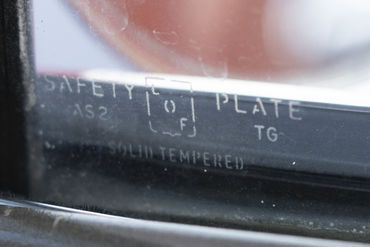 SAFETY L O F PLATE
AS2 TG
SOLID TEMPERED